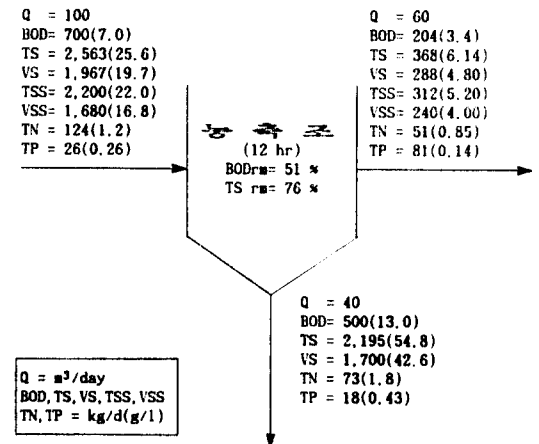 Q = 100
BOD= 700(7.0)
TS = 2,563(25.6)
VS = 1,967(19.7)
TSS= 2,200(22.0)
VSS= 1,680(16.8)
TN = 124(1.2)
TP = 26(0.26)
Q = 60
BOD= 204(3.4)
TS = 368(6.14)
VS = 288(4.80)
TSS= 312(5.20)
VSS= 240(4.00)
TN = 51(0.85)
TP = 81(0.14)
농 축 조
(12 hr)
BODrm= 51 %
TS rm= 76 %
Q = 40
BOD= 500(13.0)
TS = 2,195(54.8)
VS = 1,700(42.6)
TN = 73(1.8)
TP = 18(0.43)
Q = m³/day
BOD, TS, VS, TSS, VSS
TN, TP = kg/d(g/l)